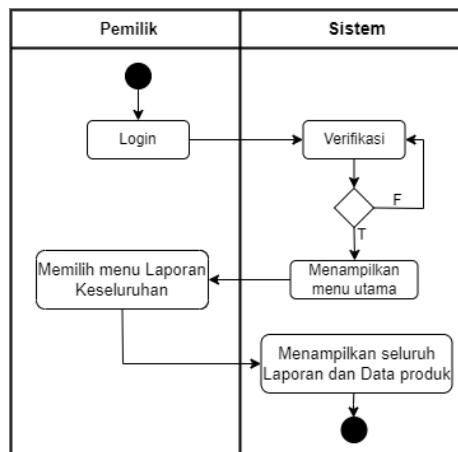 Pemilik
Sistem
Login
Verifikasi
F
T
Menampilkan
menu utama
Memilih menu Laporan
Keseluruhan
Menampilkan seluruh
Laporan dan Data produk